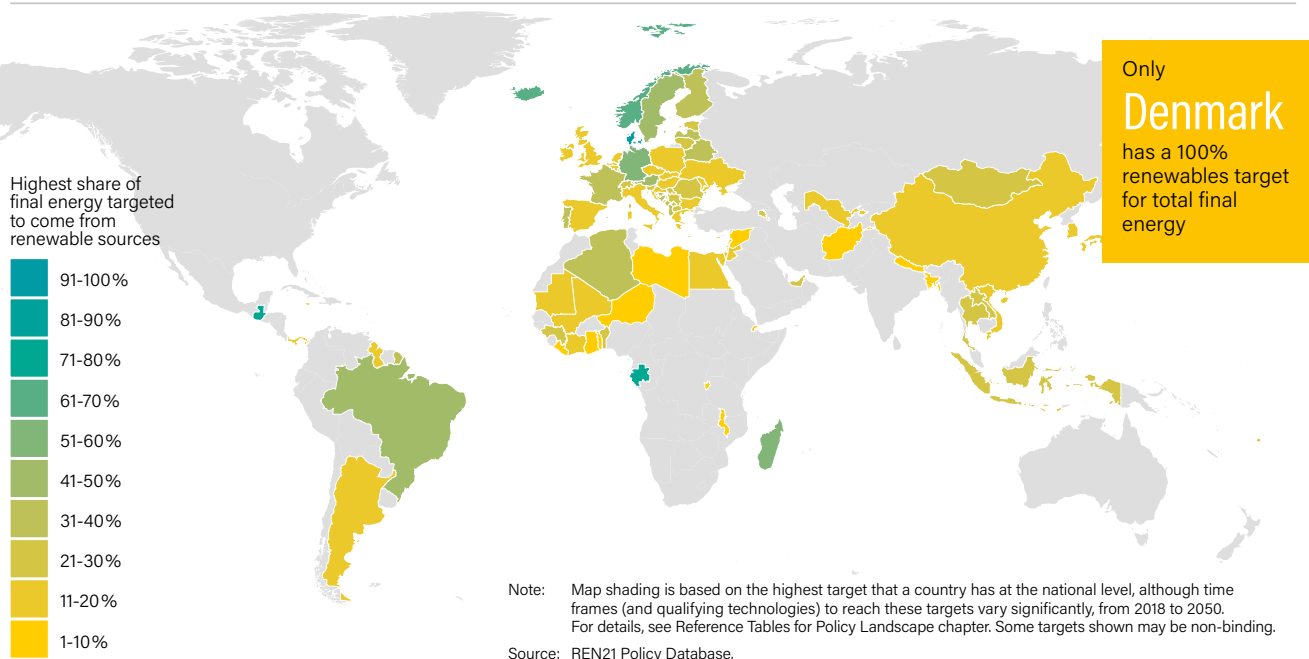 Only
Denmark
has a 100%
renewables target
for total final
energy
Highest share of
final energy targeted
to come from
renewable sources
91-100%
81-90%
71-80%
61-70%
51-60%
41-50%
31-40%
21-30%
11-20%
1-10%
Note: Map shading is based on the highest target that a country has at the national level, although time
frames (and qualifying technologies) to reach these targets vary significantly, from 2018 to 2050.
For details, see Reference Tables for Policy Landscape chapter. Some targets shown may be non-binding.
Source: REN21 Policy Database.